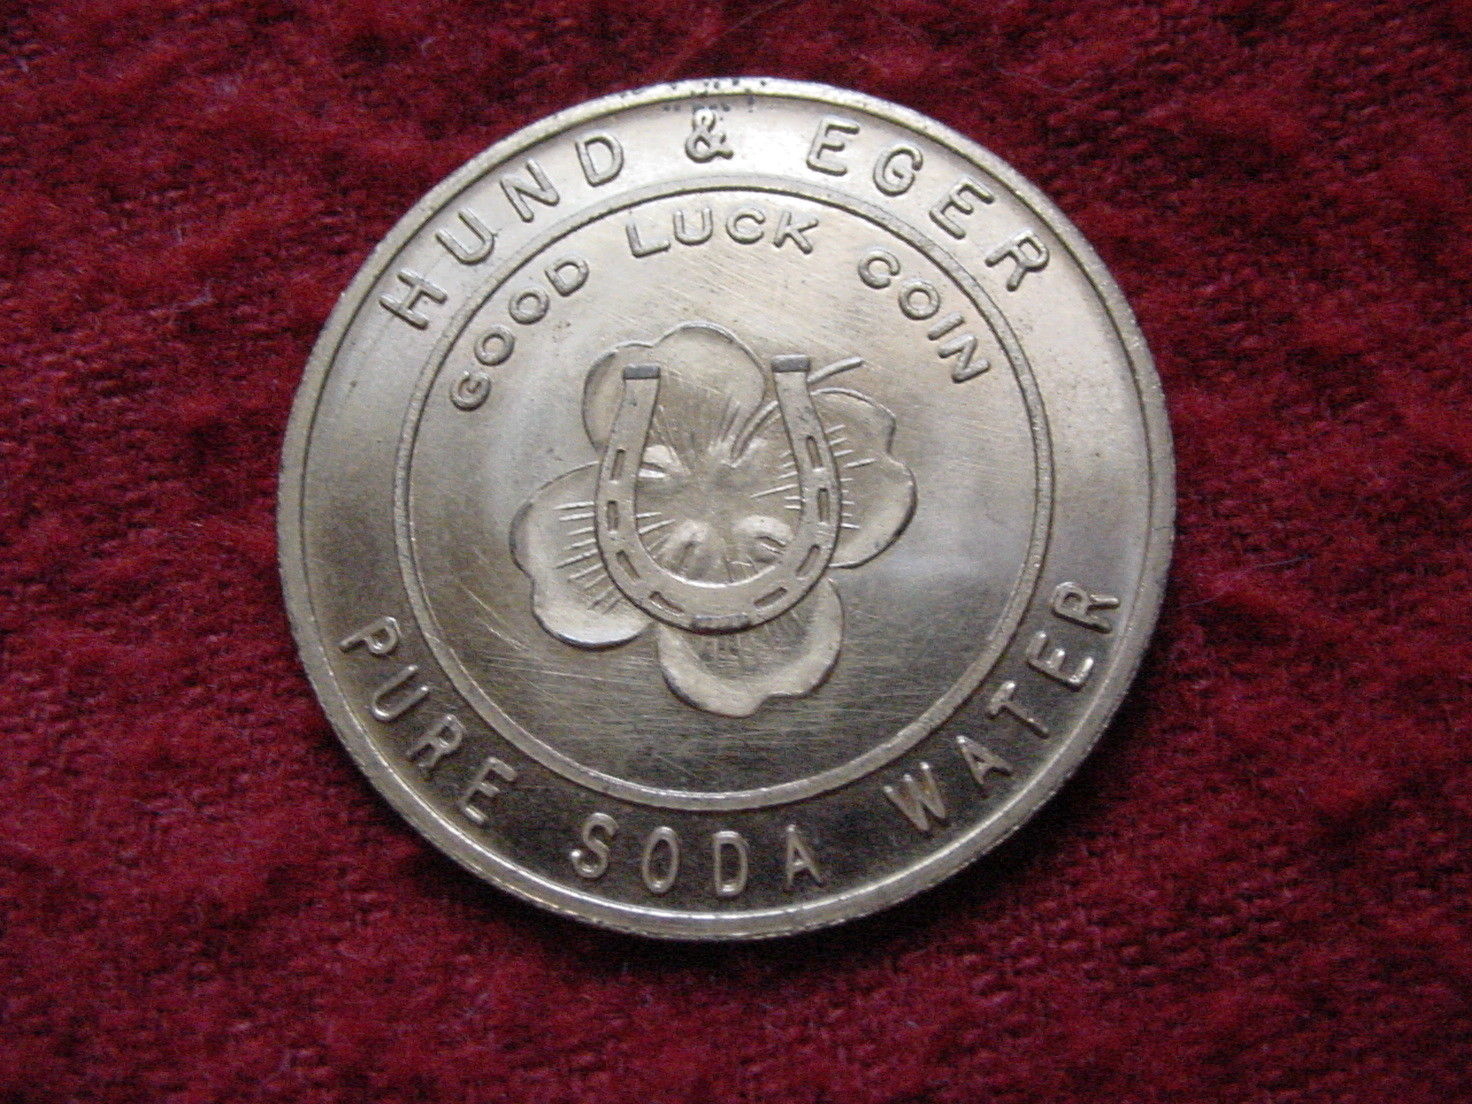 HUND & EGER
GOOD LUCK COIN
PURE SODA WATER